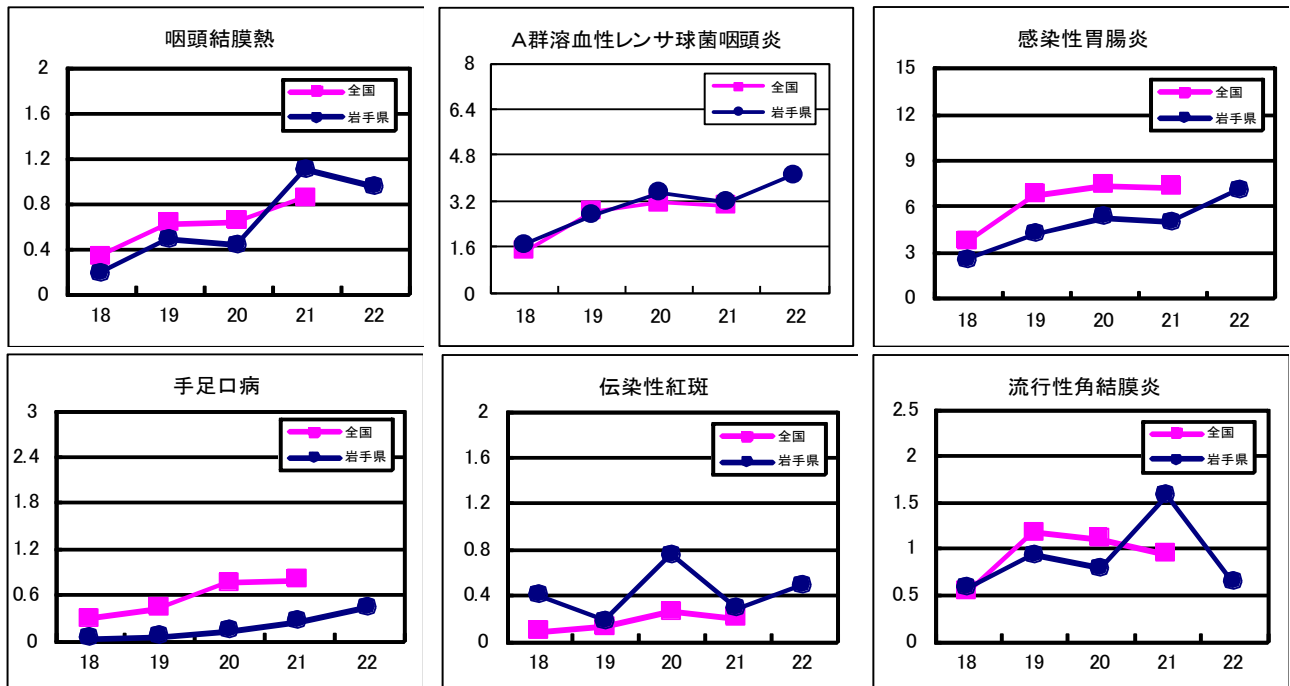 咽頭結膜熱
2
1.6
1.2
0.8
0.4
0
全国
岩手県
18 19 20 21 22
A群溶血性レンサ球菌咽頭炎
8
6.4
4.8
3.2
1.6
0
全国
岩手県
18 19 20 21 22
感染性胃腸炎
15
12
9
6
3
0
全国
岩手県
18 19 20 21 22
手足口病
3
2.4
1.8
1.2
0.6
0
全国
岩手県
18 19 20 21 22
伝染性紅斑
2
1.6
1.2
0.8
0.4
0
全国
岩手県
18 19 20 21 22
流行性角結膜炎
2.5
2
1.5
1
0.5
0
全国
岩手県
18 19 20 21 22